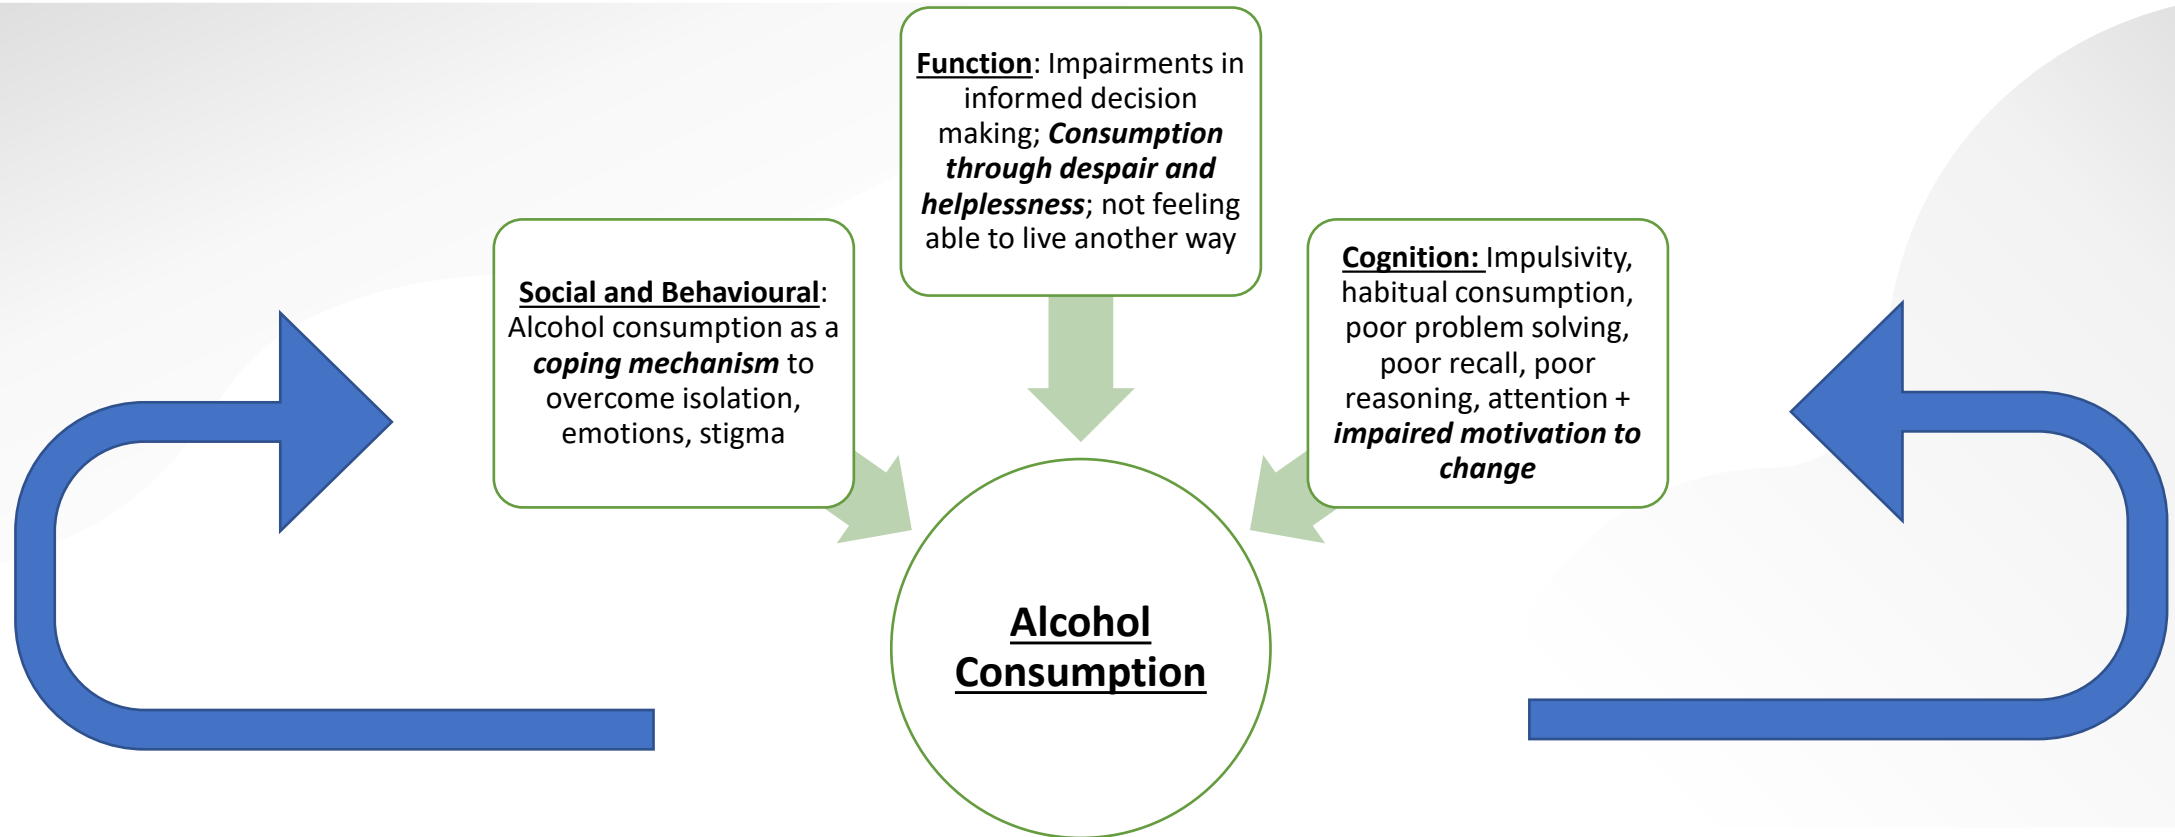 Function: Impairments in
informed decision
making; Consumption
through despair and
helplessness; not feeling
able to live another way
Social and Behavioural:
Alcohol consumption as a
coping mechanism to
overcome isolation,
emotions, stigma
Cognition: Impulsivity,
habitual consumption,
poor problem solving,
poor recall, poor
reasoning, attention +
impaired motivation to
change
Alcohol
Consumption